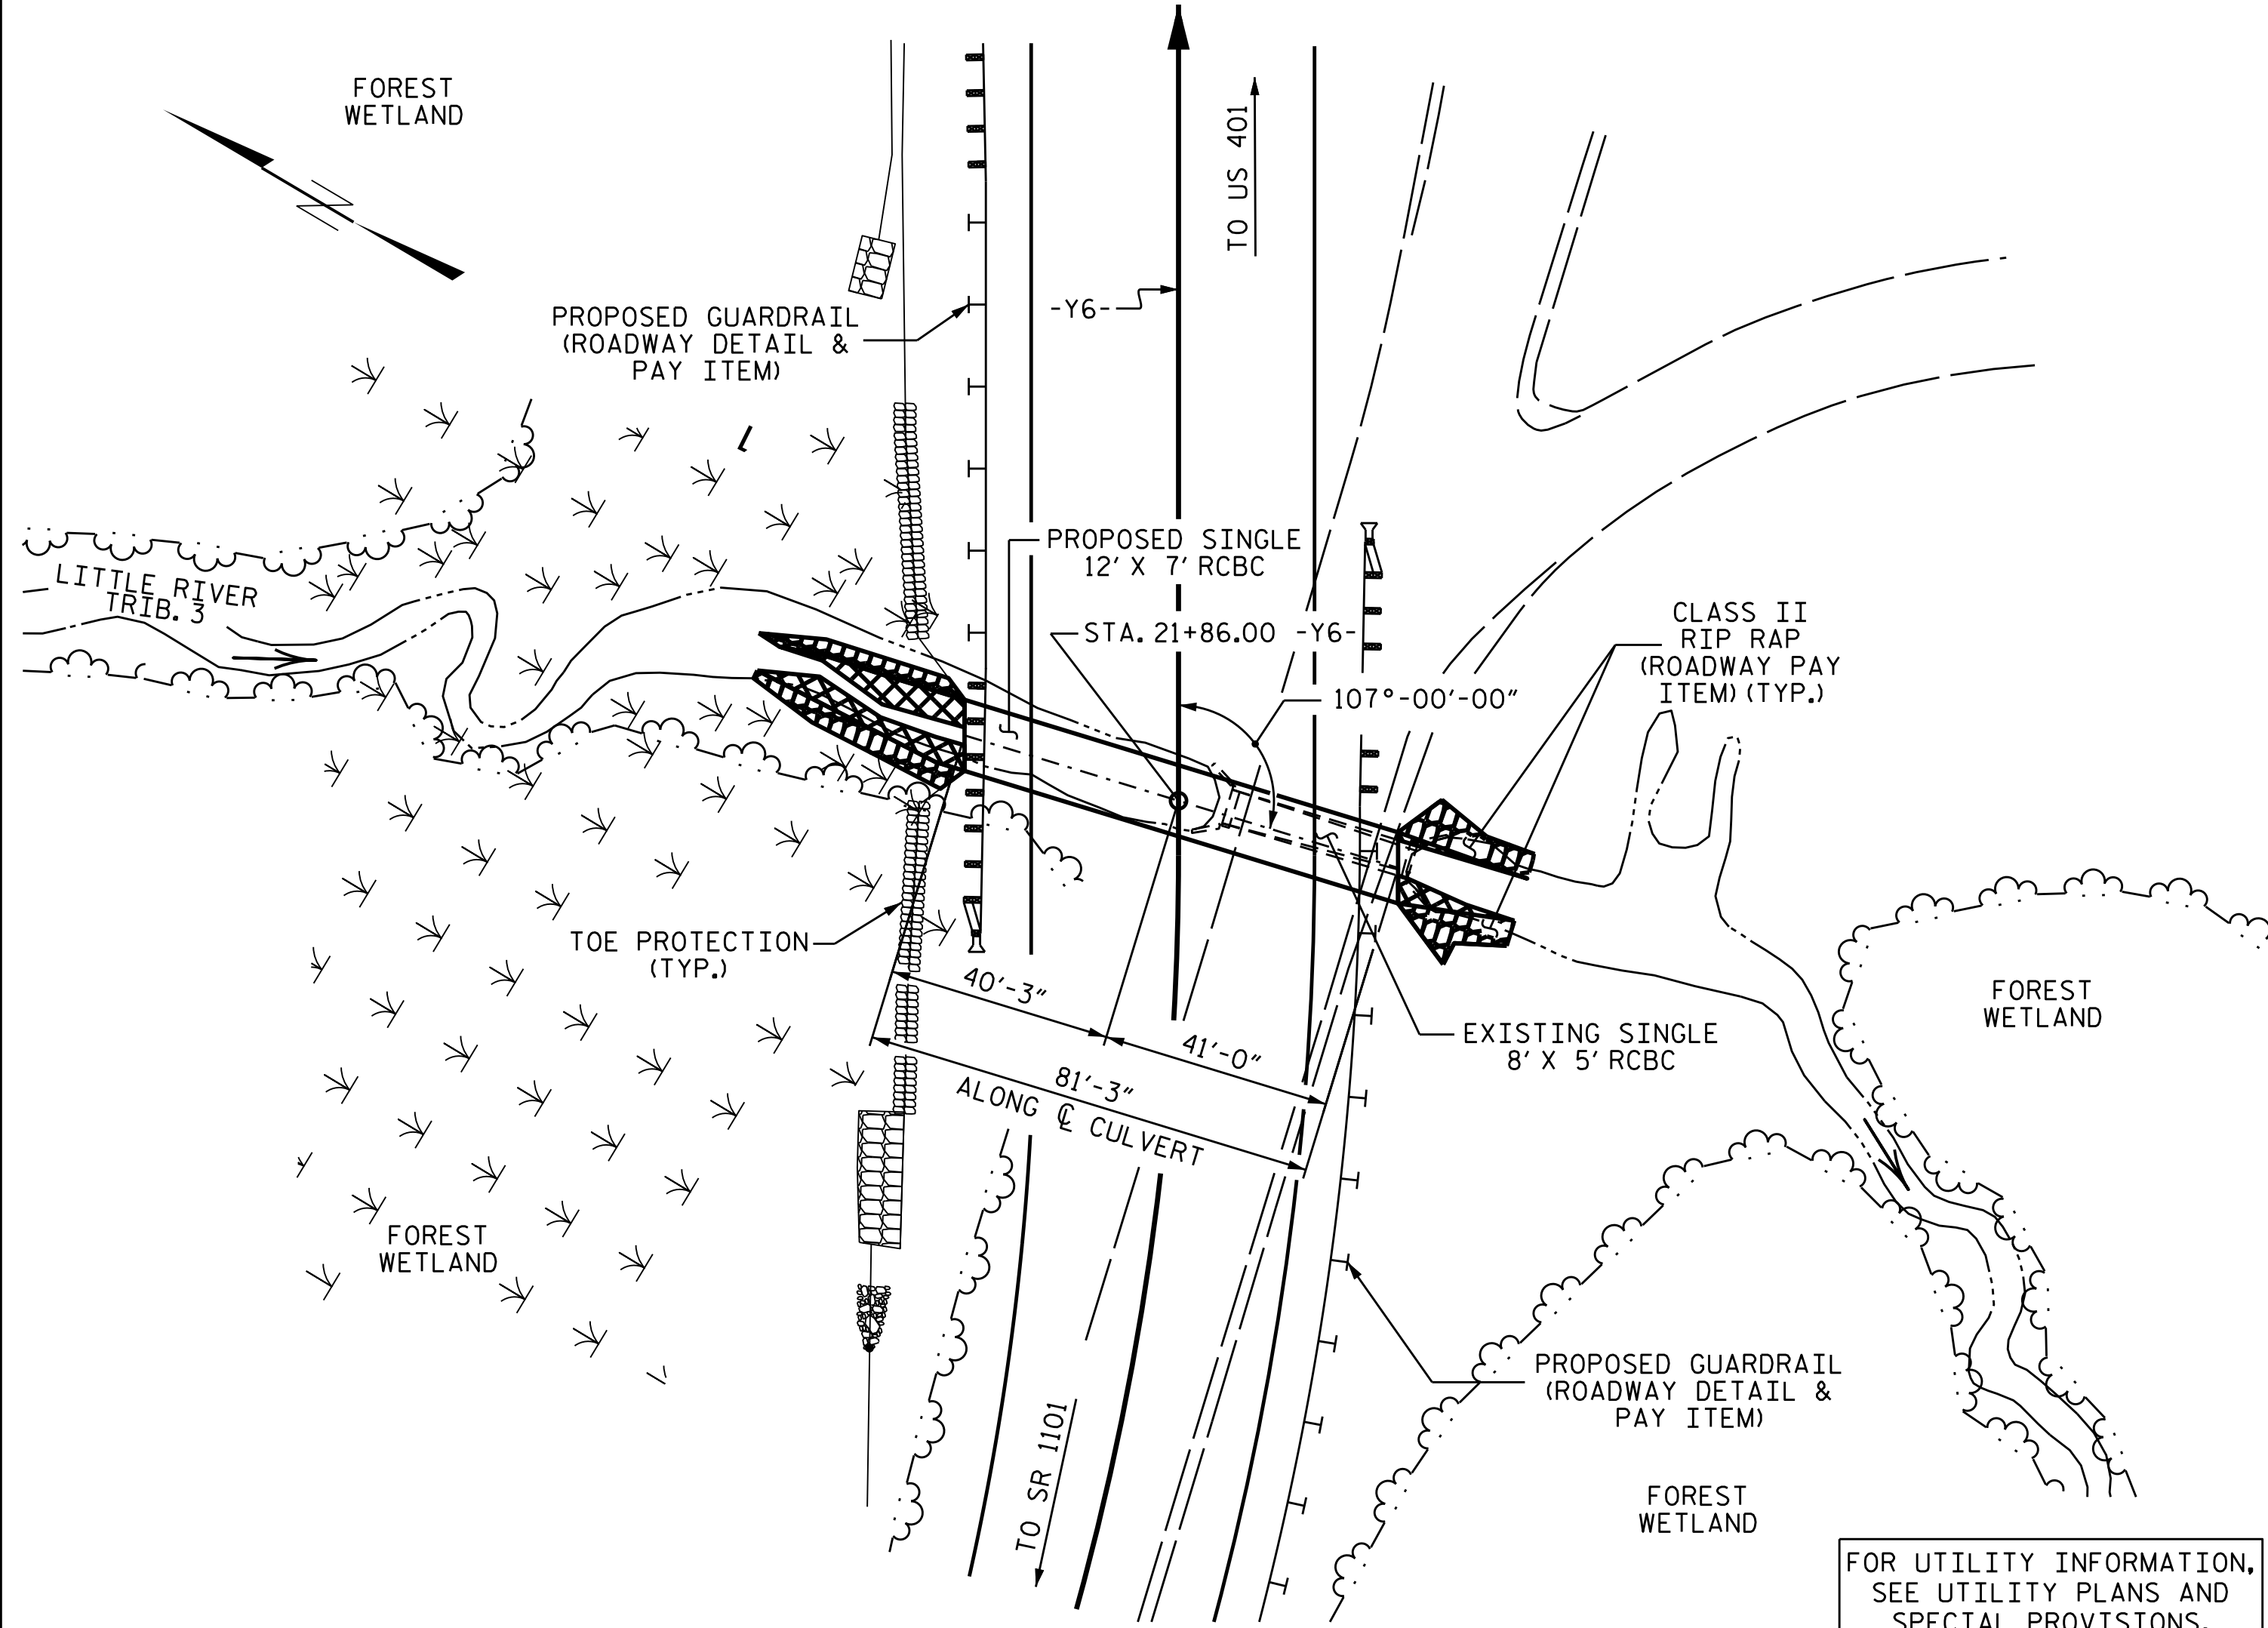 FOREST
WETLAND
TO US 401
PROPOSED GUARDRAIL
(ROADWAY DETAIL &
PAY ITEM)
-Y6-
PROPOSED SINGLE
12' X 7' RCBC
LITTLE RIVER
TRIB. 3
STA. 21+86.00 -Y6-
CLASS II
RIP RAP
(ROADWAY PAY
ITEM) (TYP.)
107°-00'-00"
TOE PROTECTION
(TYP.)
40'-3"
41'-0"
81'-3"
ALONG ℄ CULVERT
EXISTING SINGLE
8' X 5' RCBC
FOREST
WETLAND
FOREST
WETLAND
PROPOSED GUARDRAIL
(ROADWAY DETAIL &
PAY ITEM)
TO SR 1101
FOREST
WETLAND
FOR UTILITY INFORMATION,
SEE UTILITY PLANS AND
SPECIAL PROVISIONS.